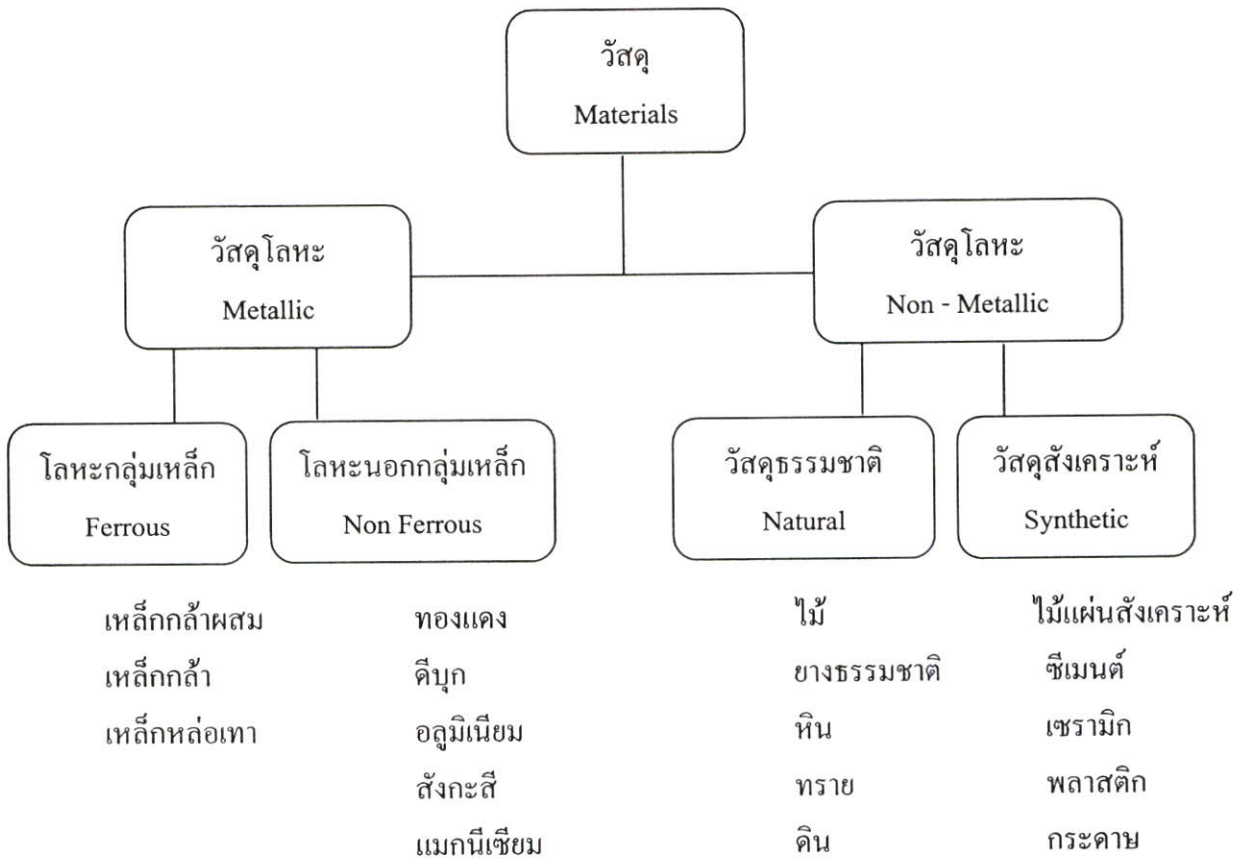 วัสดุ
Materials
วัสดุโลหะ
Metallic
วัสดุโลหะ
Non - Metallic
โลหะกลุ่มเหล็ก
Ferrous
โลหะนอกกลุ่มเหล็ก
Non Ferrous
วัสดุธรรมชาติ
Natural
วัสดุสังเคราะห์
Synthetic
เหล็กกล้าผสม
เหล็กกล้า
เหล็กหล่อเทา
ทองแดง
ดีบุก
อลูมิเนียม
สังกะสี
แมกนีเซียม
ไม้
ยางธรรมชาติ
หิน
ทราย
ดิน
ไม้แผ่นสังเคราะห์
ซีเมนต์
เซรามิก
พลาสติก
กระดาษ